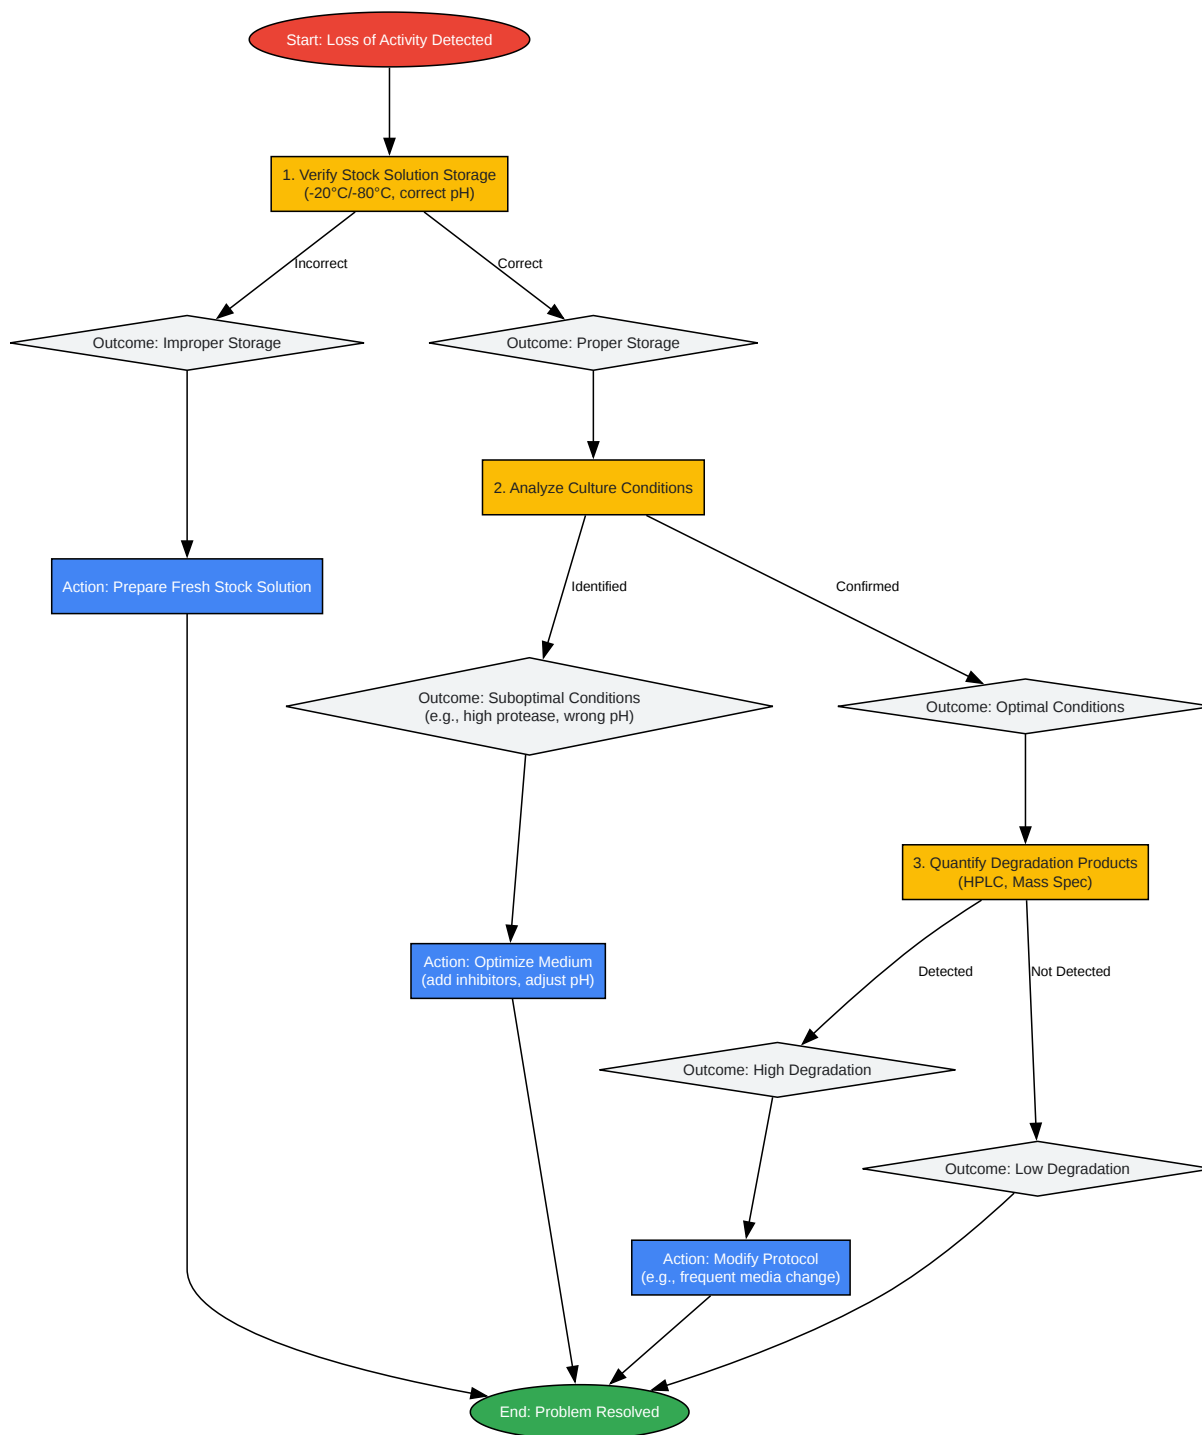 Start: Loss of Activity Detected
1. Verify Stock Solution Storage
(-20°C/-80°C, correct pH)
Incorrect
Correct
Outcome: Improper Storage
Outcome: Proper Storage
2. Analyze Culture Conditions
Action: Prepare Fresh Stock Solution
Identified
Confirmed
Outcome: Suboptimal Conditions
(e.g., high protease, wrong pH)
Outcome: Optimal Conditions
3. Quantify Degradation Products
(HPLC, Mass Spec)
Action: Optimize Medium
(add inhibitors, adjust pH)
Detected
Not Detected
Outcome: High Degradation
Outcome: Low Degradation
Action: Modify Protocol
(e.g., frequent media change)
End: Problem Resolved